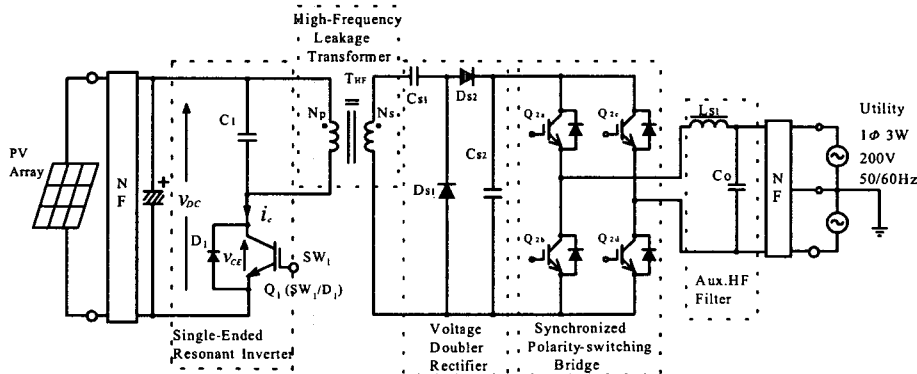 High-Frequency
Leakage
Transformer
THF
Np
Ns
Cs1
Ds2
C1
PV
Array
NF
+
VDC
ic
D1
VCE
SW1
Q1 (SW1/D1)
Single-Ended
Resonant Inverter
Ds1
Cs2
Voltage
Doubler
Rectifier
Q2a
Q2c
Q2b
Q2d
Synchronized
Polarity-switching
Bridge
Ls1
Co
Aux.HF
Filter
NF
Utility
1Φ 3W
200V
50/60Hz